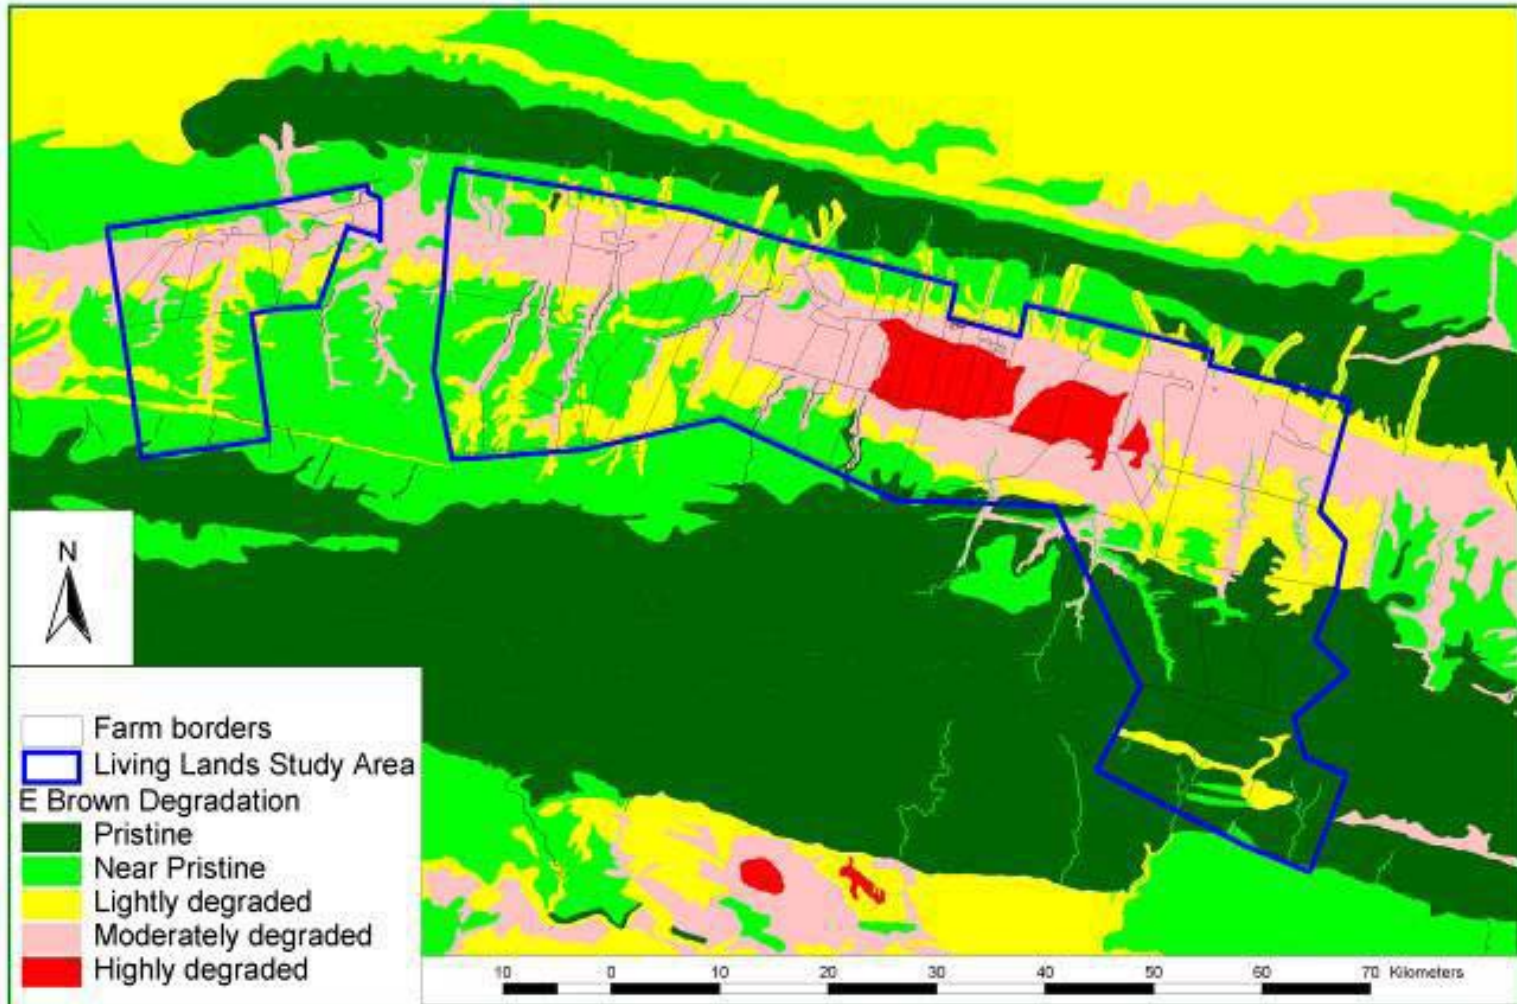 N
Farm borders
Living Lands Study Area
E Brown Degradation
Pristine
Near Pristine
Lightly degraded
Moderately degraded
Highly degraded
10 0 10 20 30 40 50 60 70 Kilometers